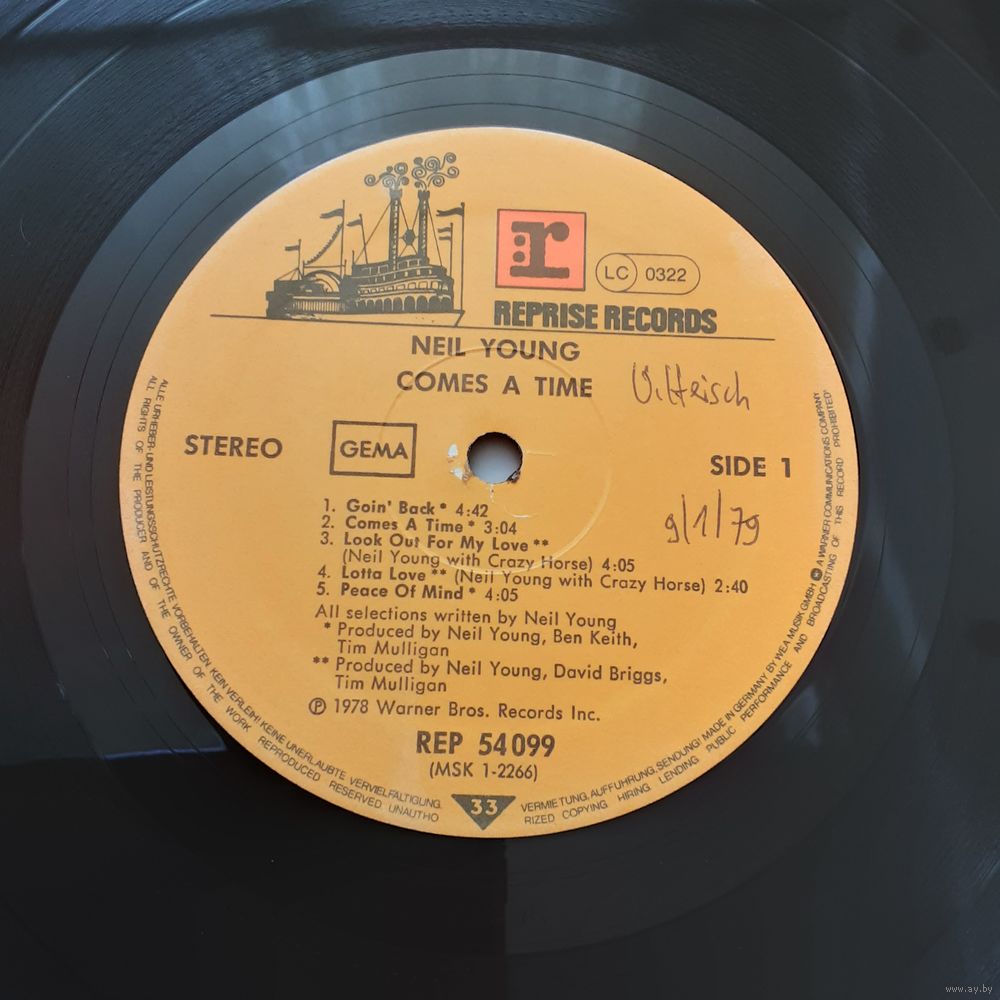 r
LC 0322
REPRISE RECORDS
NEIL YOUNG
COMES A TIME
STEREO
GEMA
SIDE 1
9/1/79
1. Goin' Back * 4:42
2. Comes A Time * 3:04
3. Look Out For My Love **
(Neil Young with Crazy Horse) 4:05
4. Lotta Love ** (Neil Young with Crazy Horse) 2:40
5. Peace Of Mind * 4:05
All selections written by Neil Young
* Produced by Neil Young, Ben Keith,
Tim Mulligan
** Produced by Neil Young, David Briggs,
Tim Mulligan
℗ 1978 Warner Bros. Records Inc.
REP 54 099
(MSK 1-2266)
33
ALLE URHEBER- UND LEISTUNGSSCHUTZRECHTE VORBEHALTEN KEIN VERLEIH! KEINE UNERLAUBTE VERVIELFÄLTIGUNG,
VERMIETUNG, AUFFÜHRUNG, SENDUNG! MADE IN GERMANY BY WEA MUSIK GMBH A WARNER COMMUNICATIONS COMPANY
ALL RIGHTS OF THE PRODUCER AND OF THE OWNER OF THE WORK REPRODUCED RESERVED UNAUTHO
RIZED COPYING HIRING LENDING PUBLIC PERFORMANCE AND BROADCASTING OF THIS RECORD PROHIBITED'
www.ay.by